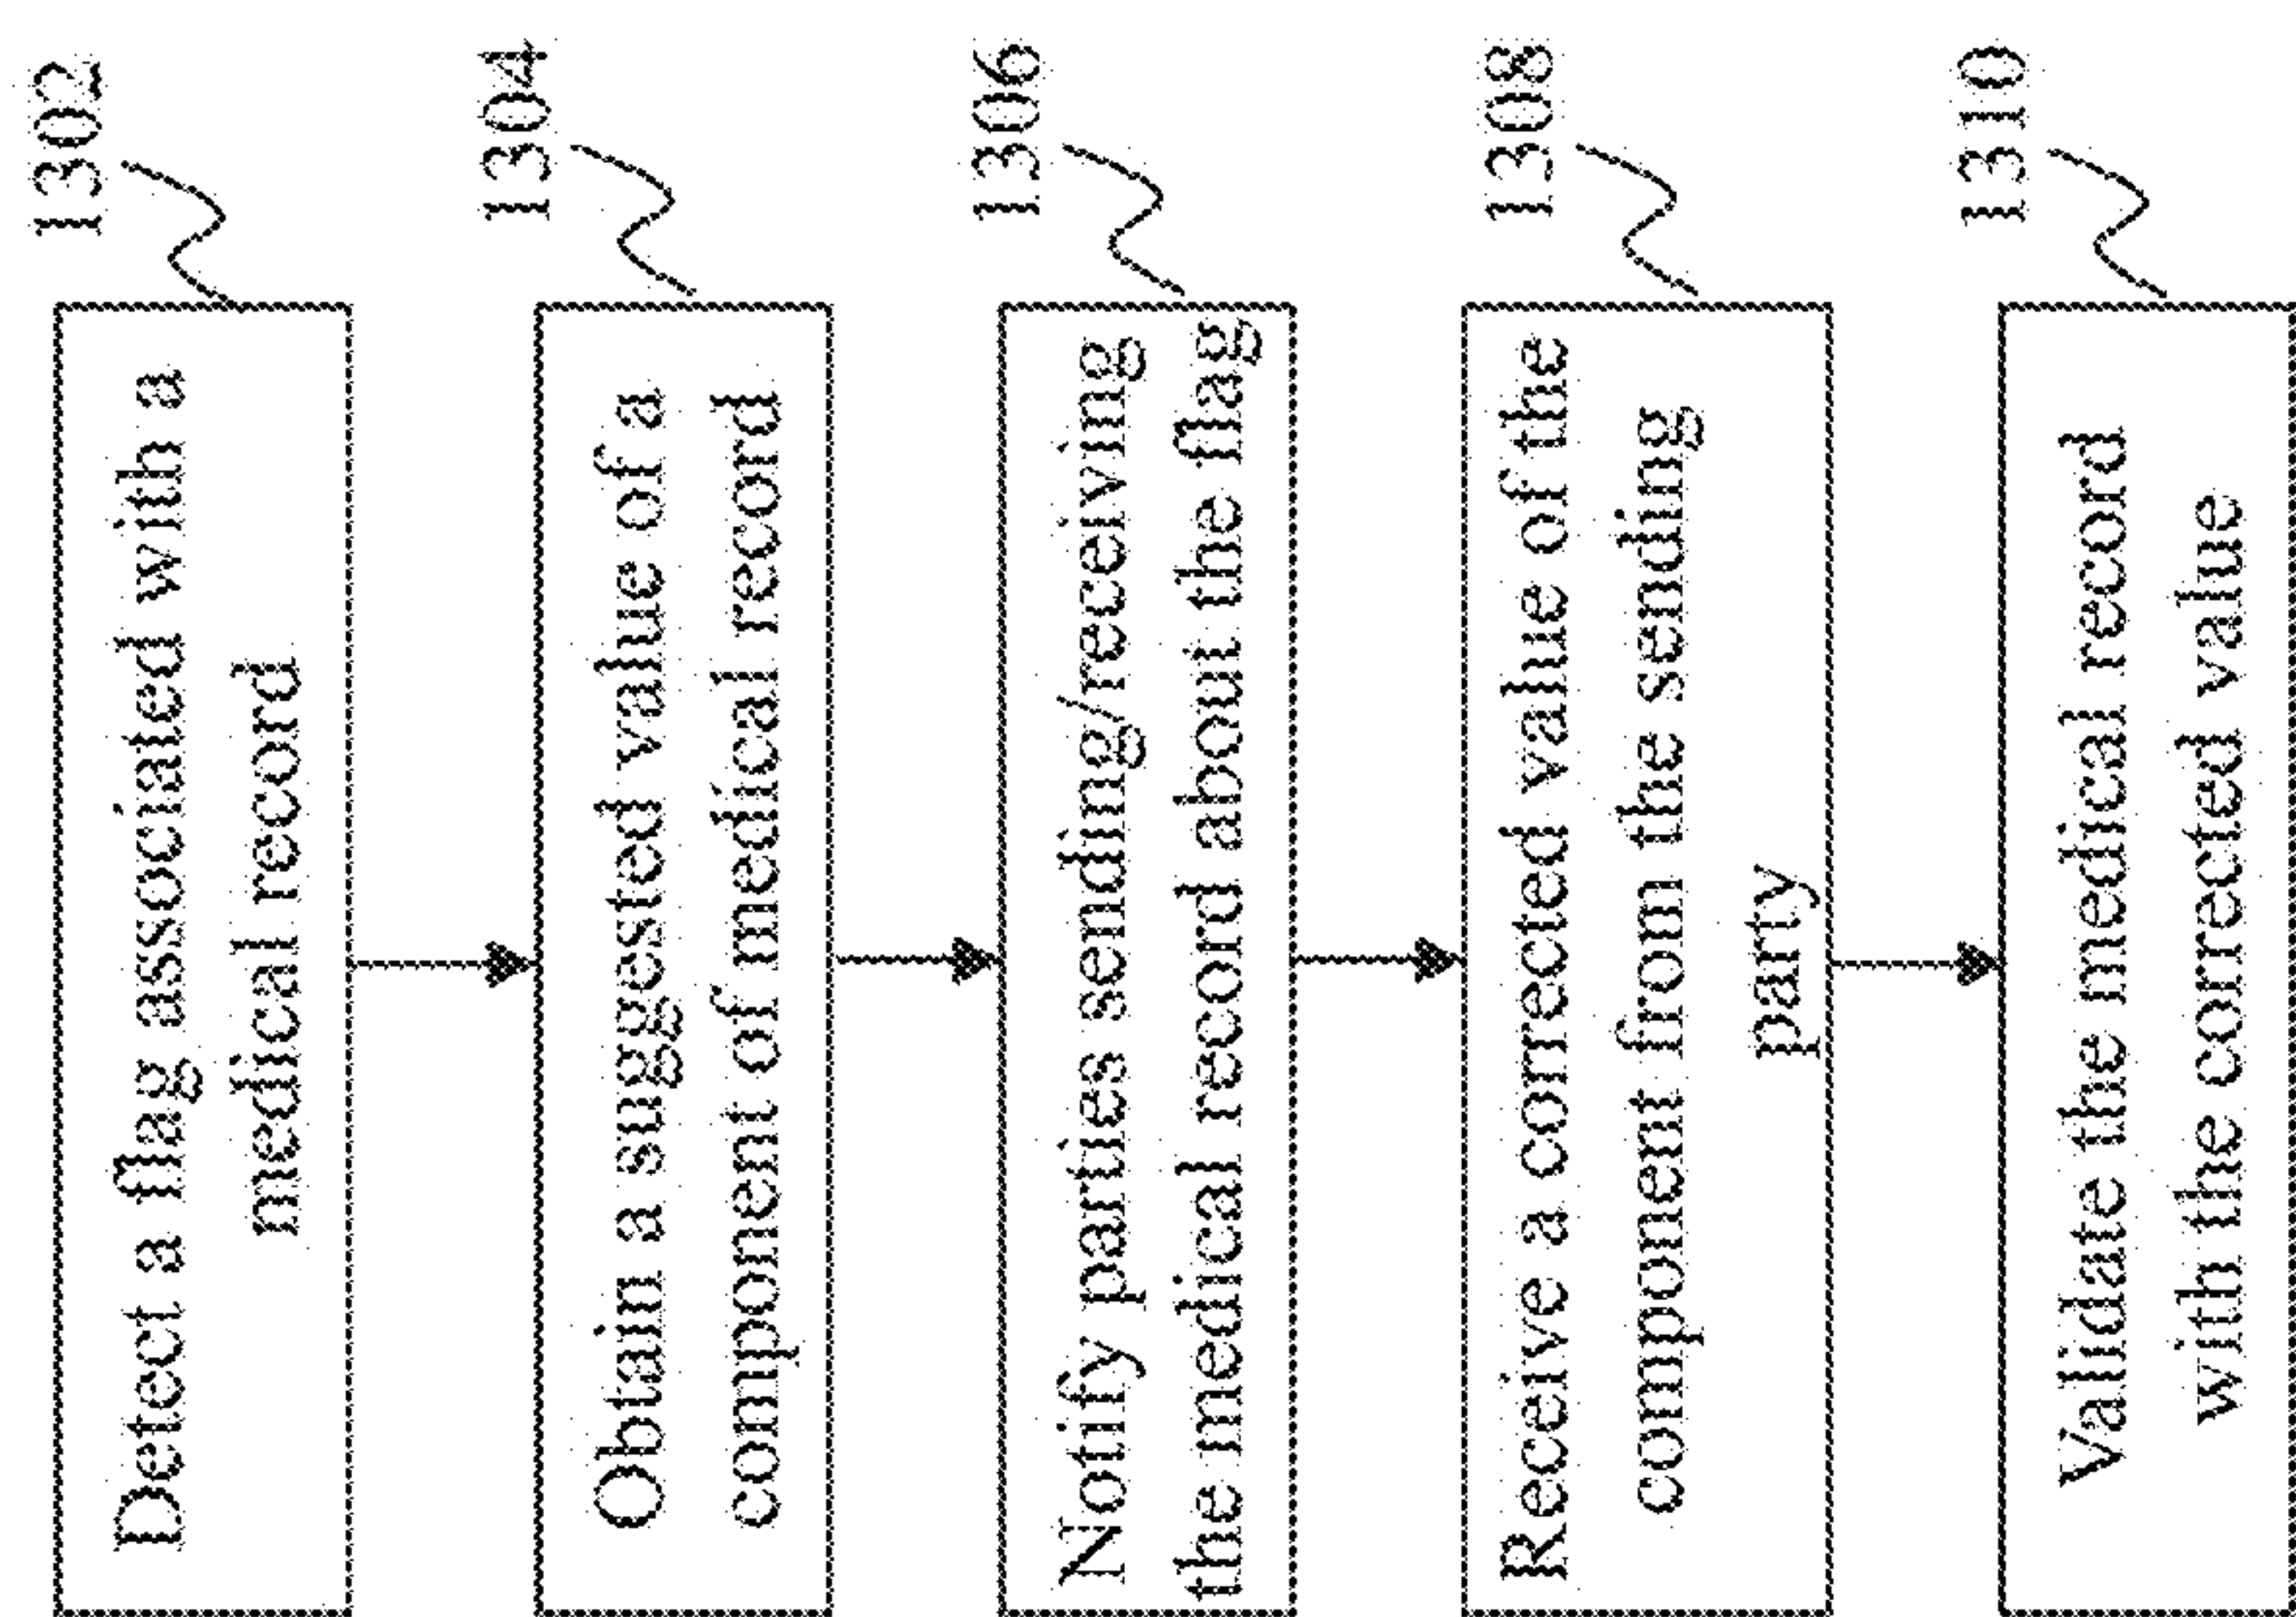 1302
Detect a flag associated with a
medical record
1304
Obtain a suggested value of a
component of medical record
1306
Notify parties sending/receiving
the medical record about the flag
1308
Receive a corrected value of the
component from the sending
party
1310
Validate the medical record
with the corrected value